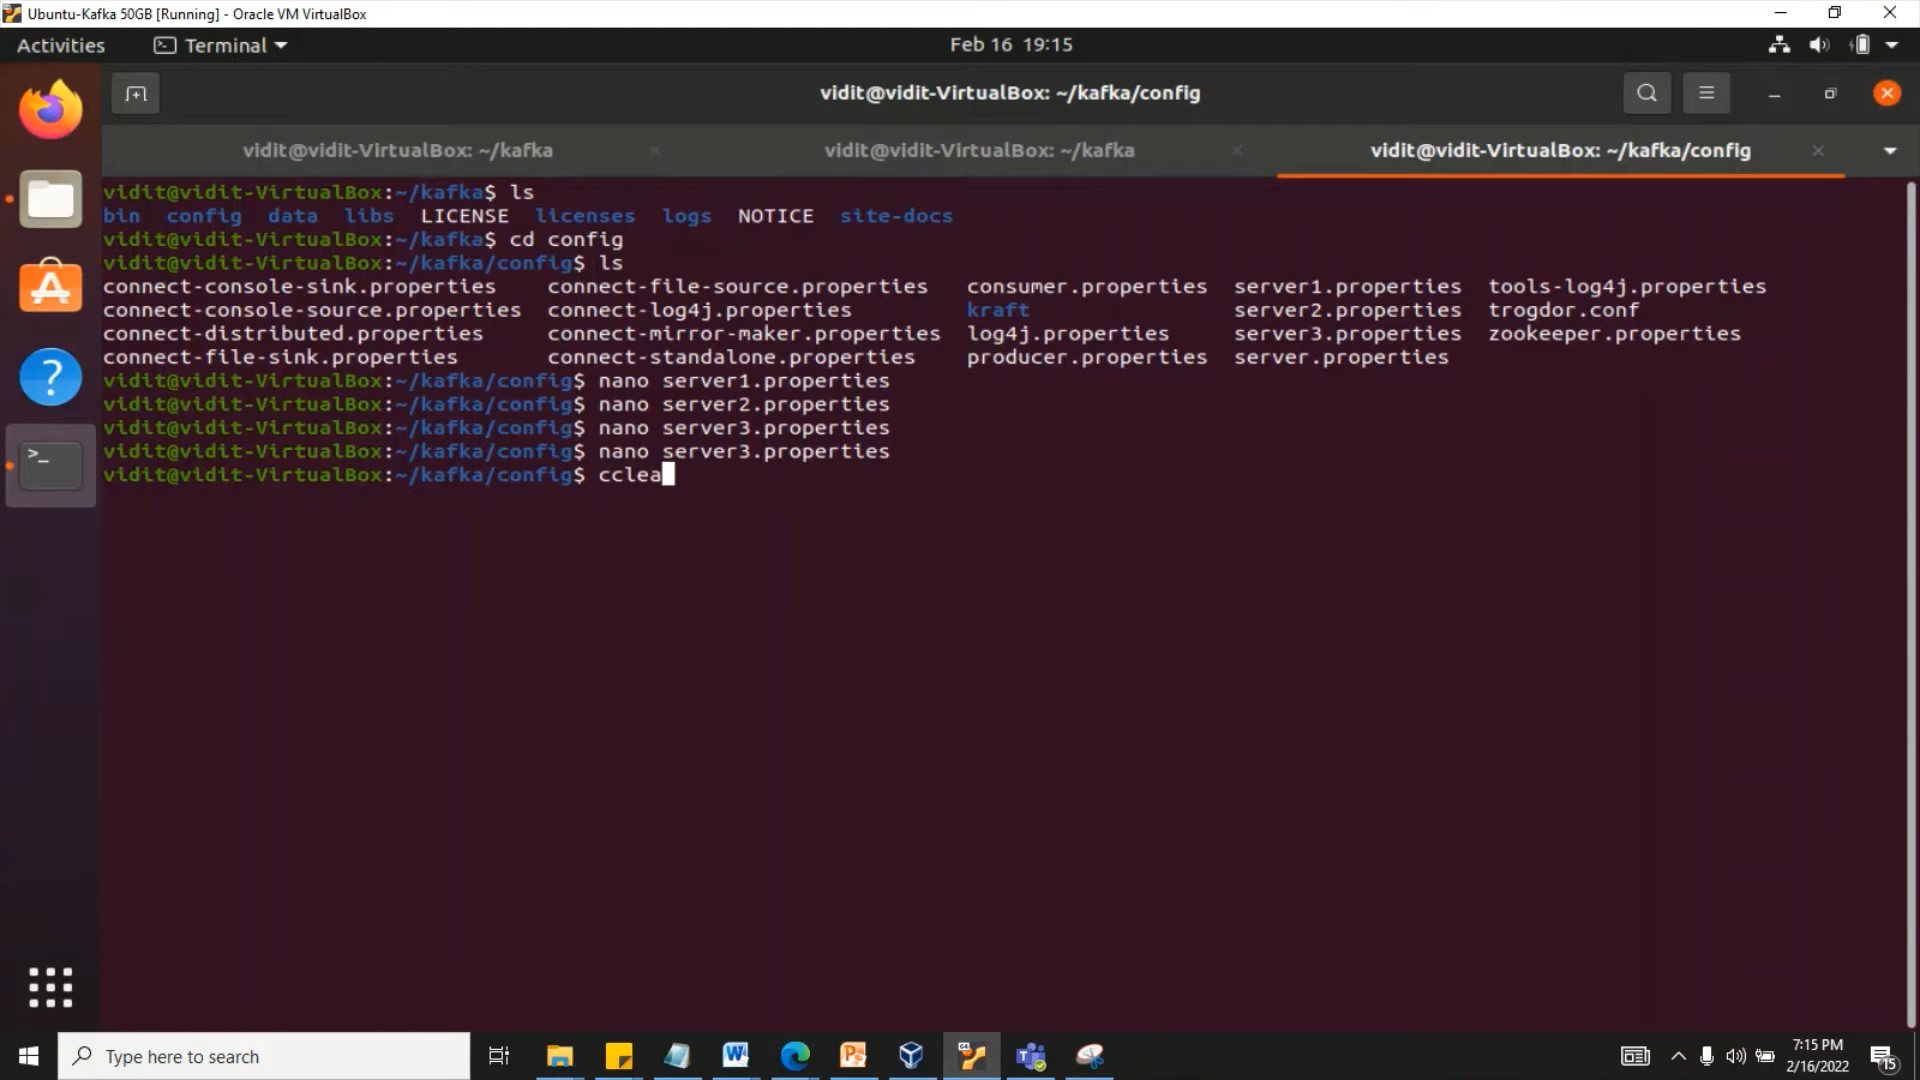 Ubuntu-Kafka 50GB [Running] - Oracle VM VirtualBox
Activities Terminal Feb 16 19:15
vidit@vidit-VirtualBox: ~/kafka/config
vidit@vidit-VirtualBox: ~/kafka vidit@vidit-VirtualBox: ~/kafka vidit@vidit-VirtualBox: ~/kafka/config
vidit@vidit-VirtualBox:~/kafka$ ls
bin config data libs LICENSE licenses logs NOTICE site-docs
vidit@vidit-VirtualBox:~/kafka$ cd config
vidit@vidit-VirtualBox:~/kafka/config$ ls
connect-console-sink.properties connect-file-source.properties consumer.properties server1.properties tools-log4j.properties
connect-console-source.properties connect-log4j.properties kraft server2.properties trogdor.conf
connect-distributed.properties connect-mirror-maker.properties log4j.properties server3.properties zookeeper.properties
connect-file-sink.properties connect-standalone.properties producer.properties server.properties
vidit@vidit-VirtualBox:~/kafka/config$ nano server1.properties
vidit@vidit-VirtualBox:~/kafka/config$ nano server2.properties
vidit@vidit-VirtualBox:~/kafka/config$ nano server3.properties
vidit@vidit-VirtualBox:~/kafka/config$ nano server3.properties
vidit@vidit-VirtualBox:~/kafka/config$ cclea
Type here to search
7:15 PM
2/16/2022
15